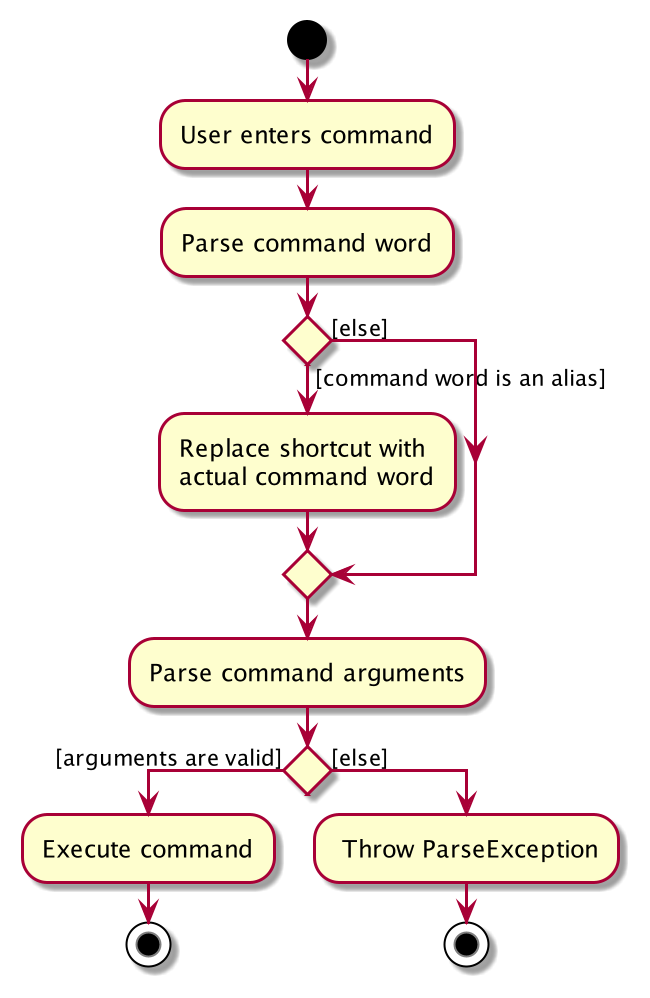 User enters command
Parse command word
[else]
[command word is an alias]
Replace shortcut with
actual command word
Parse command arguments
[arguments are valid]
[else]
Execute command
Throw ParseException